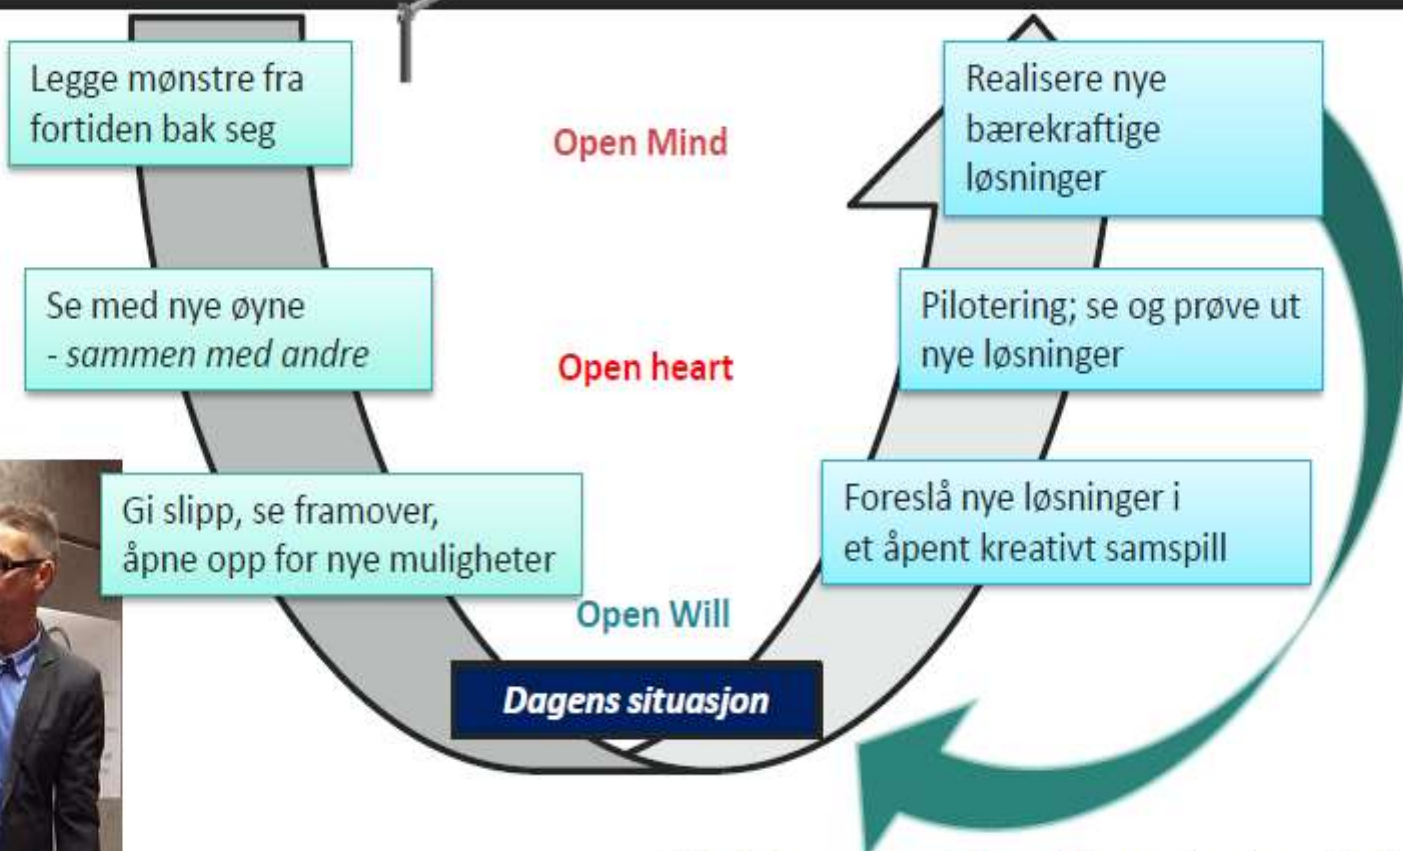 Legge mønstre fra
fortiden bak seg
Se med nye øyne
- sammen med andre
Gi slipp, se framover,
åpne opp for nye muligheter
Open Mind
Open heart
Open Will
Dagens situasjon
Realisere nye
bærekraftige
løsninger
Pilotering; se og prøve ut
nye løsninger
Foreslå nye løsninger i
et åpent kreativt samspill